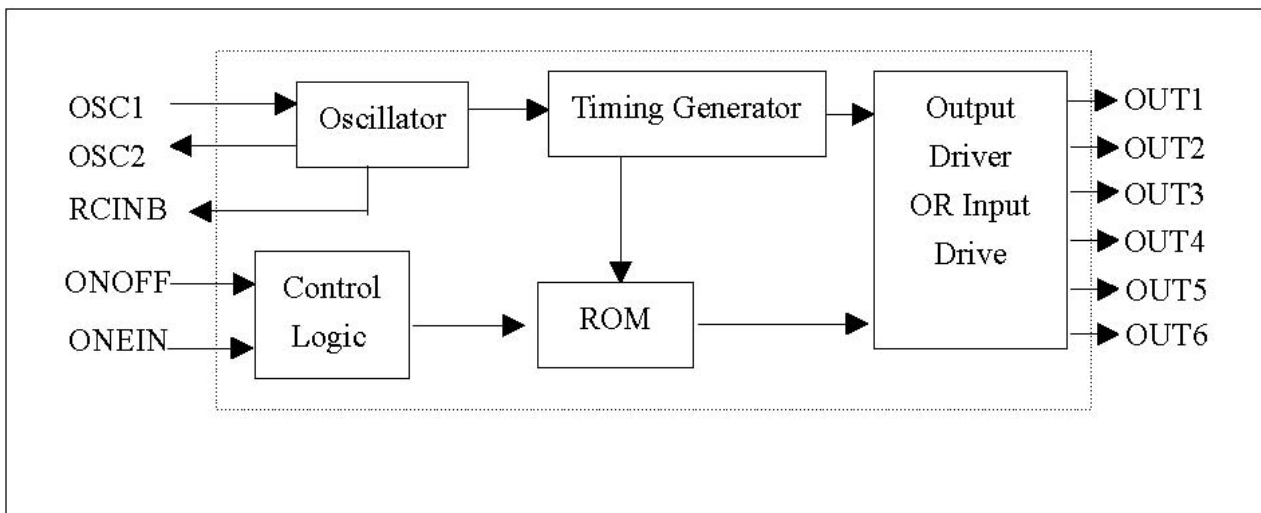 OSC1
OSC2
RCINB
ONOFF
ONEIN
Oscillator
Control
Logic
Timing Generator
ROM
Output
Driver
OR Input
Drive
OUT1
OUT2
OUT3
OUT4
OUT5
OUT6